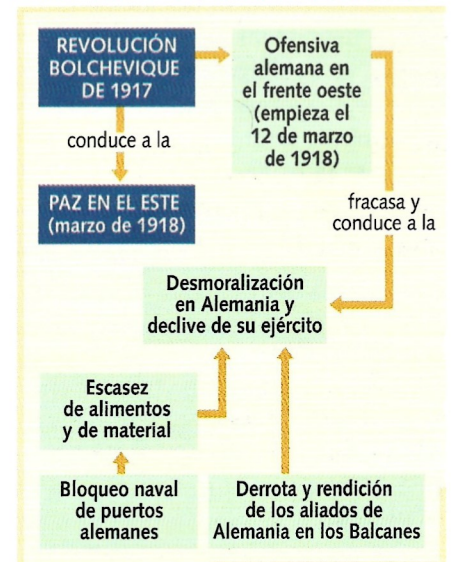 REVOLUCIÓN
BOLCHEVIQUE
DE 1917
Ofensiva
alemana en
el frente oeste
(empieza el
12 de marzo
de 1918)
conduce a la
PAZ EN EL ESTE
(marzo de 1918)
fracasa y
conduce a la
Desmoralización
en Alemania y
declive de su ejército
Escasez
de alimentos
y de material
Bloqueo naval
de puertos
alemanes
Derrota y rendición
de los aliados de
Alemania en los Balcanes